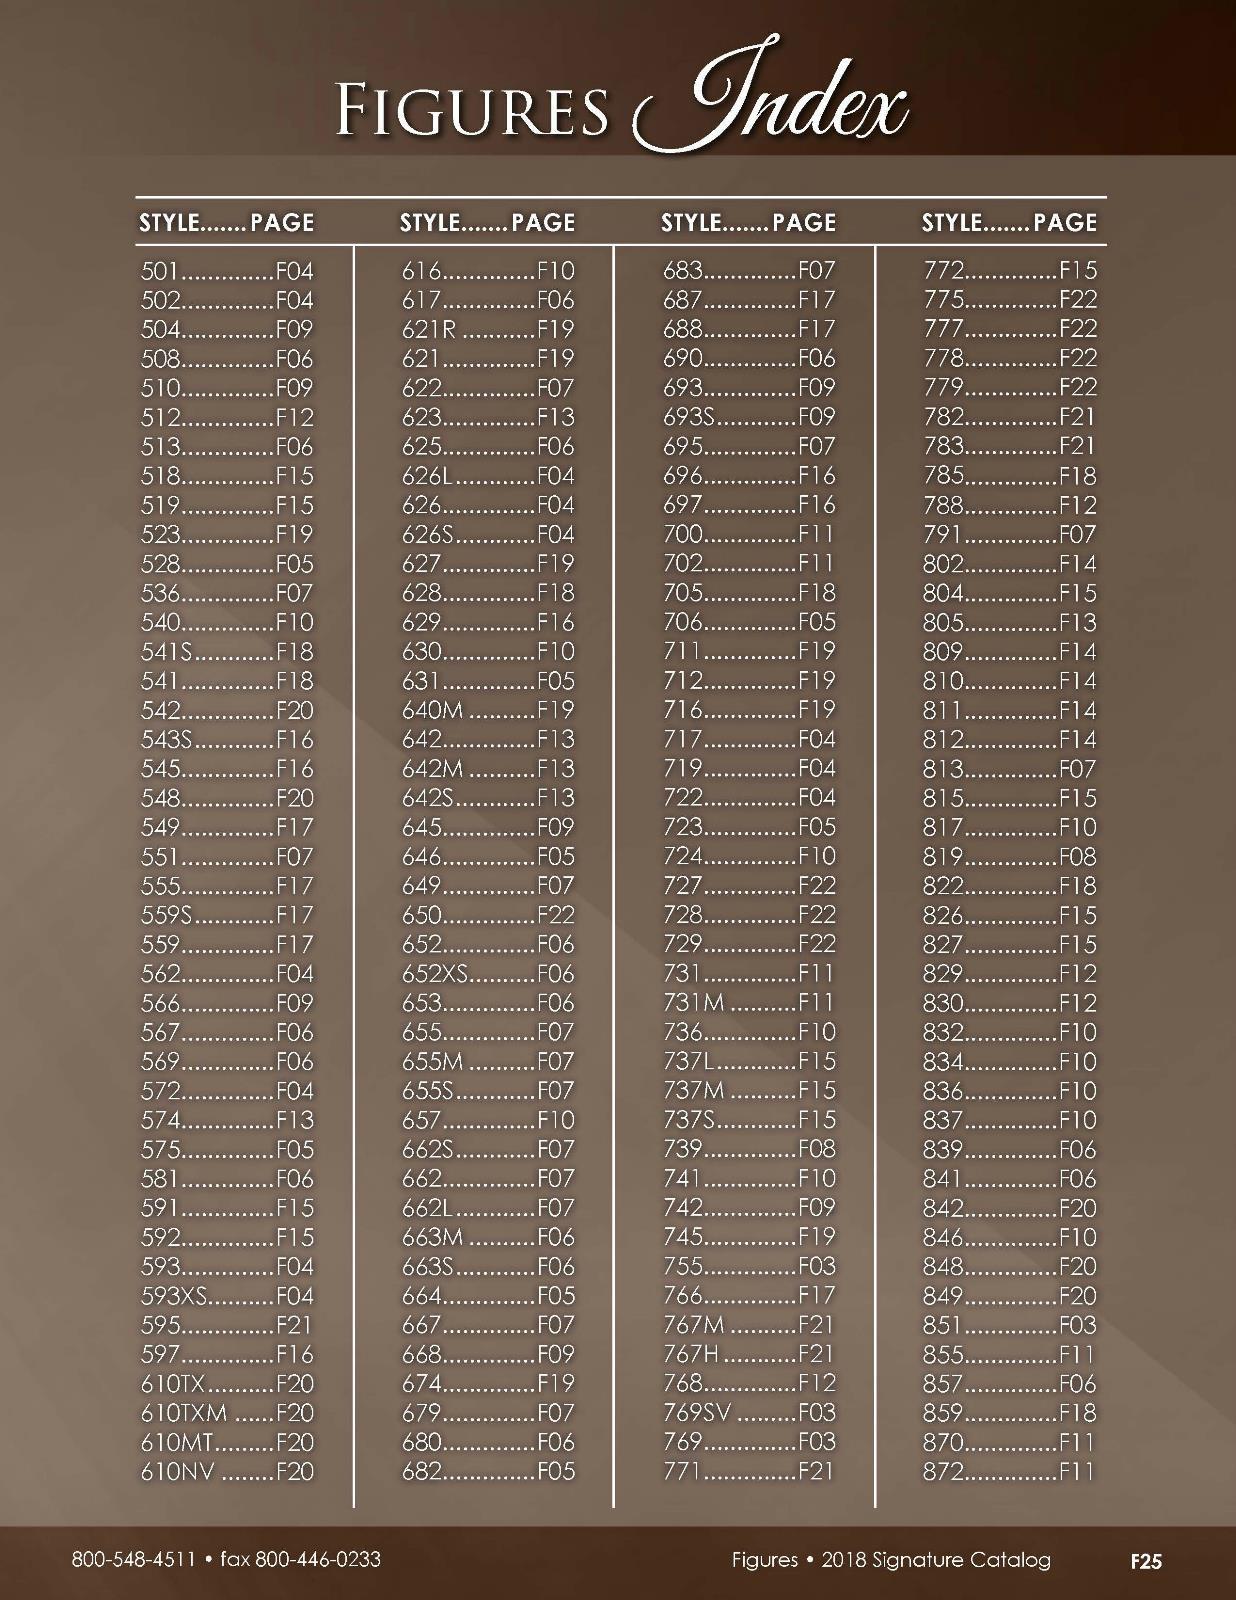 FIGURES Index
STYLE.......PAGE
501..............F04
502..............F04
504..............F09
508..............F06
510..............F09
512..............F12
513..............F06
518..............F15
519..............F15
523..............F19
528..............F05
536..............F07
540..............F10
541S............F18
541..............F18
542..............F20
543S............F16
545..............F16
548..............F20
549..............F17
551..............F07
555..............F17
559S............F17
559..............F17
562..............F04
566..............F09
567..............F06
569..............F06
572..............F04
574..............F13
575..............F05
581..............F06
591..............F15
592..............F15
593..............F04
593XS..........F04
595..............F21
597..............F16
610TX..........F20
610TXM ......F20
610MT.........F20
610NV ........F20
STYLE.......PAGE
616..............F10
617..............F06
621R ...........F19
621..............F19
622..............F07
623..............F13
625..............F06
626L............F04
626..............F04
626S............F04
627..............F19
628..............F18
629..............F16
630..............F10
631..............F05
640M ..........F19
642..............F13
642M ..........F13
642S............F13
645..............F09
646..............F05
649..............F07
650..............F22
652..............F06
652XS..........F06
653..............F06
655..............F07
655M ..........F07
655S............F07
657..............F10
662S............F07
662..............F07
662L............F07
663M ..........F06
663S............F06
664..............F05
667..............F07
668..............F09
674..............F19
679..............F07
680..............F06
682..............F05
STYLE.......PAGE
683..............F07
687..............F17
688..............F17
690..............F06
693..............F09
693S............F09
695..............F07
696..............F16
697..............F16
700..............F11
702..............F11
705..............F18
706..............F05
711..............F19
712..............F19
716..............F19
717..............F04
719..............F04
722..............F04
723..............F05
724..............F10
727..............F22
728..............F22
729..............F22
731..............F11
731M ..........F11
736..............F10
737L............F15
737M ..........F15
737S............F15
739..............F08
741..............F10
742..............F09
745..............F19
755..............F03
766..............F17
767M ..........F21
767H ...........F21
768..............F12
769SV .........F03
769..............F03
771..............F21
STYLE.......PAGE
772..............F15
775..............F22
777..............F22
778..............F22
779..............F22
782..............F21
783..............F21
785..............F18
788..............F12
791..............F07
802..............F14
804..............F15
805..............F13
809..............F14
810..............F14
811..............F14
812..............F14
813..............F07
815..............F15
817..............F10
819..............F08
822..............F18
826..............F15
827..............F15
829..............F12
830..............F12
832..............F10
834..............F10
836..............F10
837..............F10
839..............F06
841..............F06
842..............F20
846..............F10
848..............F20
849..............F20
851..............F03
855..............F11
857..............F06
859..............F18
870..............F11
872..............F11
800-548-4511 • fax 800-446-0233
Figures • 2018 Signature Catalog F25